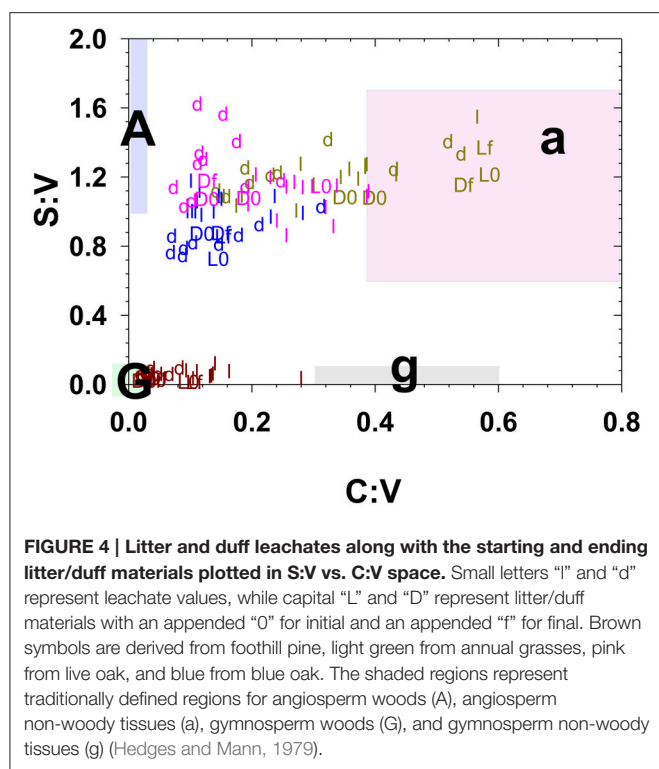 2.0
1.6
1.2
0.8
0.4
0.0
S:V
A
a
G
g
0.0 0.2 0.4 0.6 0.8
C:V
FIGURE 4 | Litter and duff leachates along with the starting and ending
litter/duff materials plotted in S:V vs. C:V space. Small letters “l” and “d”
represent leachate values, while capital “L” and “D” represent litter/duff
materials with an appended “0” for initial and an appended “f” for final. Brown
symbols are derived from foothill pine, light green from annual grasses, pink
from live oak, and blue from blue oak. The shaded regions represent
traditionally defined regions for angiosperm woods (A), angiosperm
non-woody tissues (a), gymnosperm woods (G), and gymnosperm non-woody
tissues (g) (Hedges and Mann, 1979).